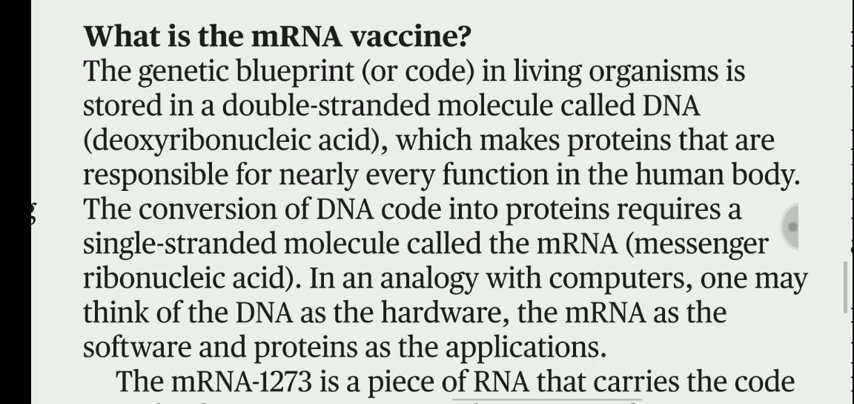 What is the mRNA vaccine?
The genetic blueprint (or code) in living organisms is
stored in a double-stranded molecule called DNA
(deoxyribonucleic acid), which makes proteins that are
responsible for nearly every function in the human body.
The conversion of DNA code into proteins requires a
single-stranded molecule called the mRNA (messenger
ribonucleic acid). In an analogy with computers, one may
think of the DNA as the hardware, the mRNA as the
software and proteins as the applications.
The mRNA-1273 is a piece of RNA that carries the code